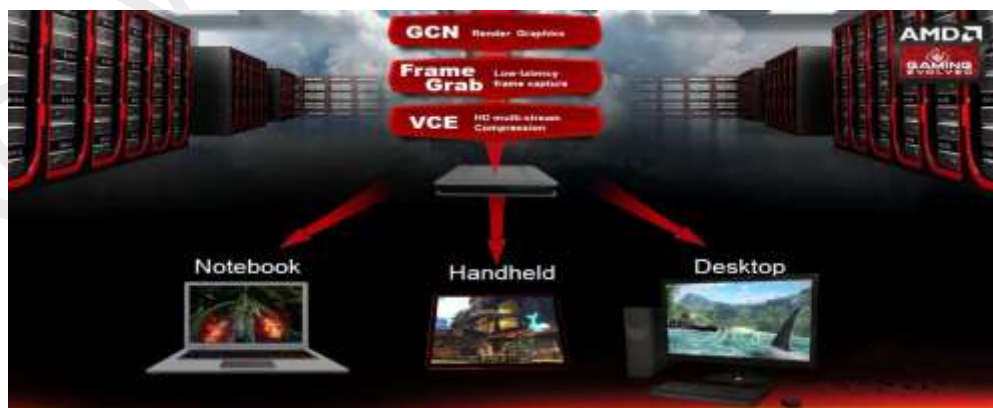 GCN Render Graphics
AMD
GAMING
EVOLVED
Frame Low-latency
Grab frame capture
VCE HD multi-stream
Compression
Notebook
Handheld
Desktop